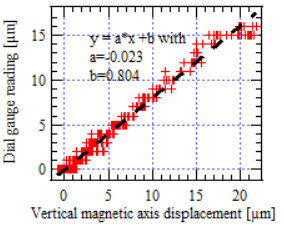 y = a*x +b with
a=-0.023
b=0.804
Dial gauge reading [µm]
15
10
5
0
0
5
10
15
20
Vertical magnetic axis displacement [µm]